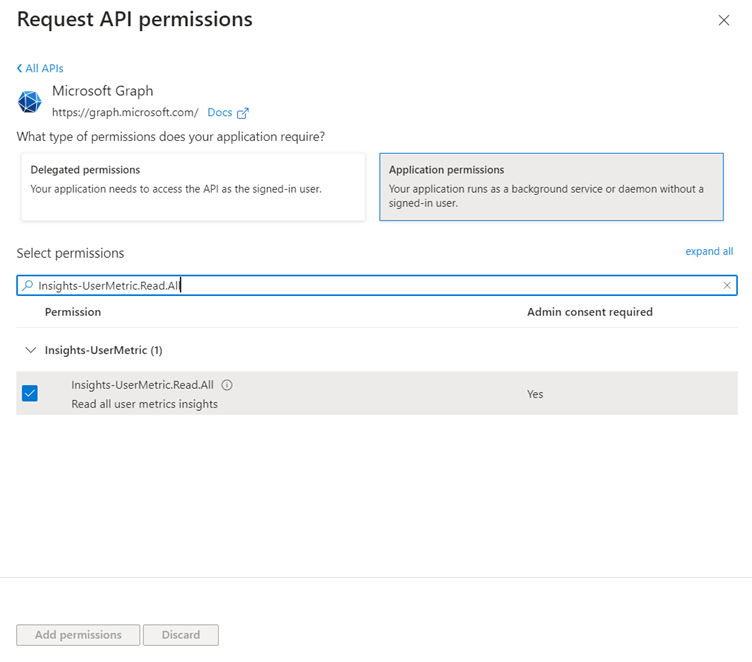 Request API permissions
All APIs
Microsoft Graph
https://graph.microsoft.com/ Docs
What type of permissions does your application require?
Delegated permissions
Your application needs to access the API as the signed-in user.
Application permissions
Your application runs as a background service or daemon without a
signed-in user.
Select permissions
expand all
Insights-UserMetric.Read.All
Permission
Admin consent required
Insights-UserMetric (1)
Insights-UserMetric.Read.All
Read all user metrics insights
Yes
Add permissions
Discard